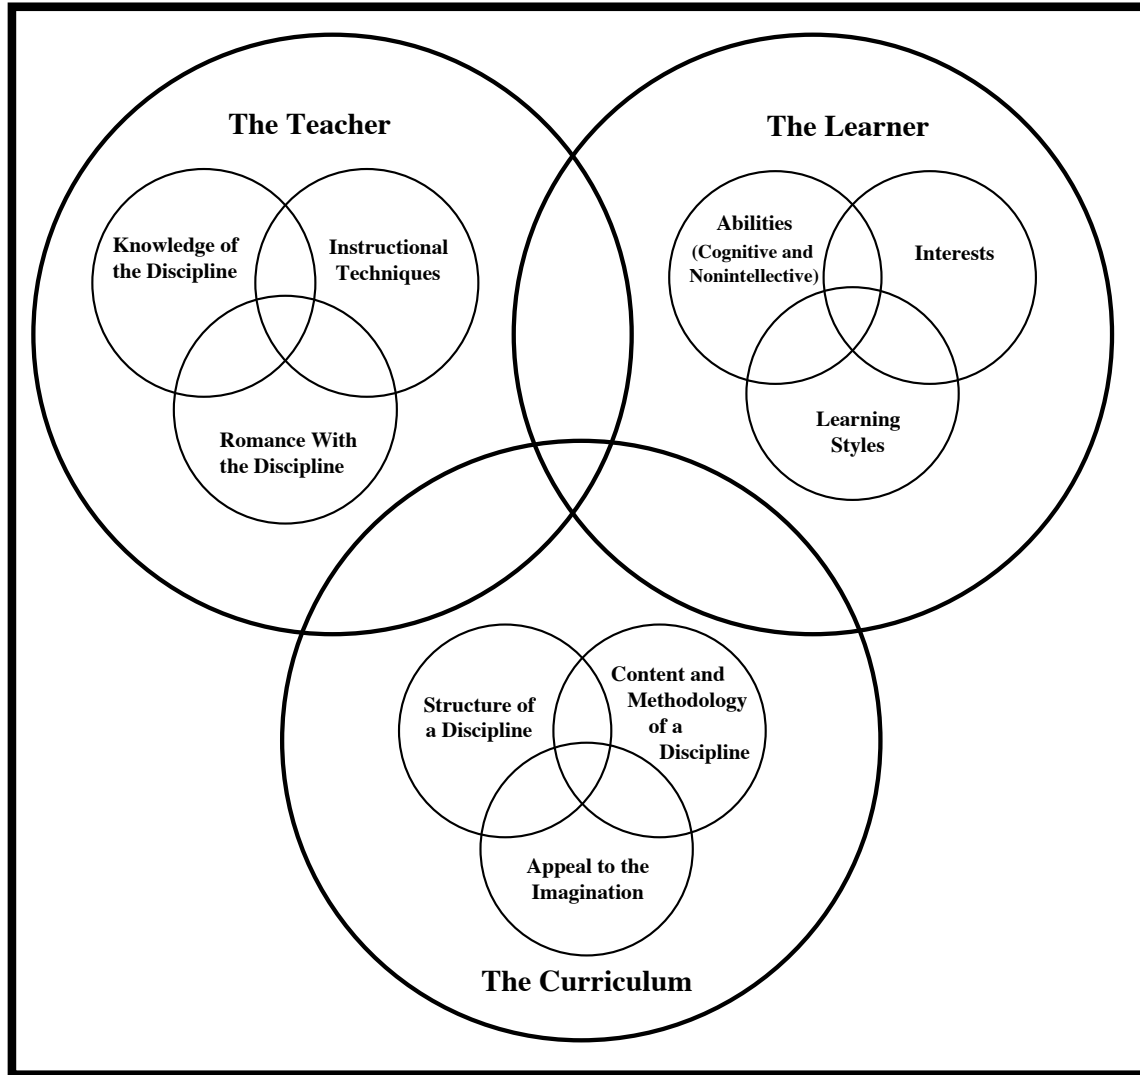 The Teacher
Knowledge of
the Discipline
Instructional
Techniques
Romance With
the Discipline
The Learner
Abilities
(Cognitive and
Nonintellective)
Interests
Learning
Styles
Structure of
a Discipline
Content and
Methodology
of a
Discipline
Appeal to the
Imagination
The Curriculum